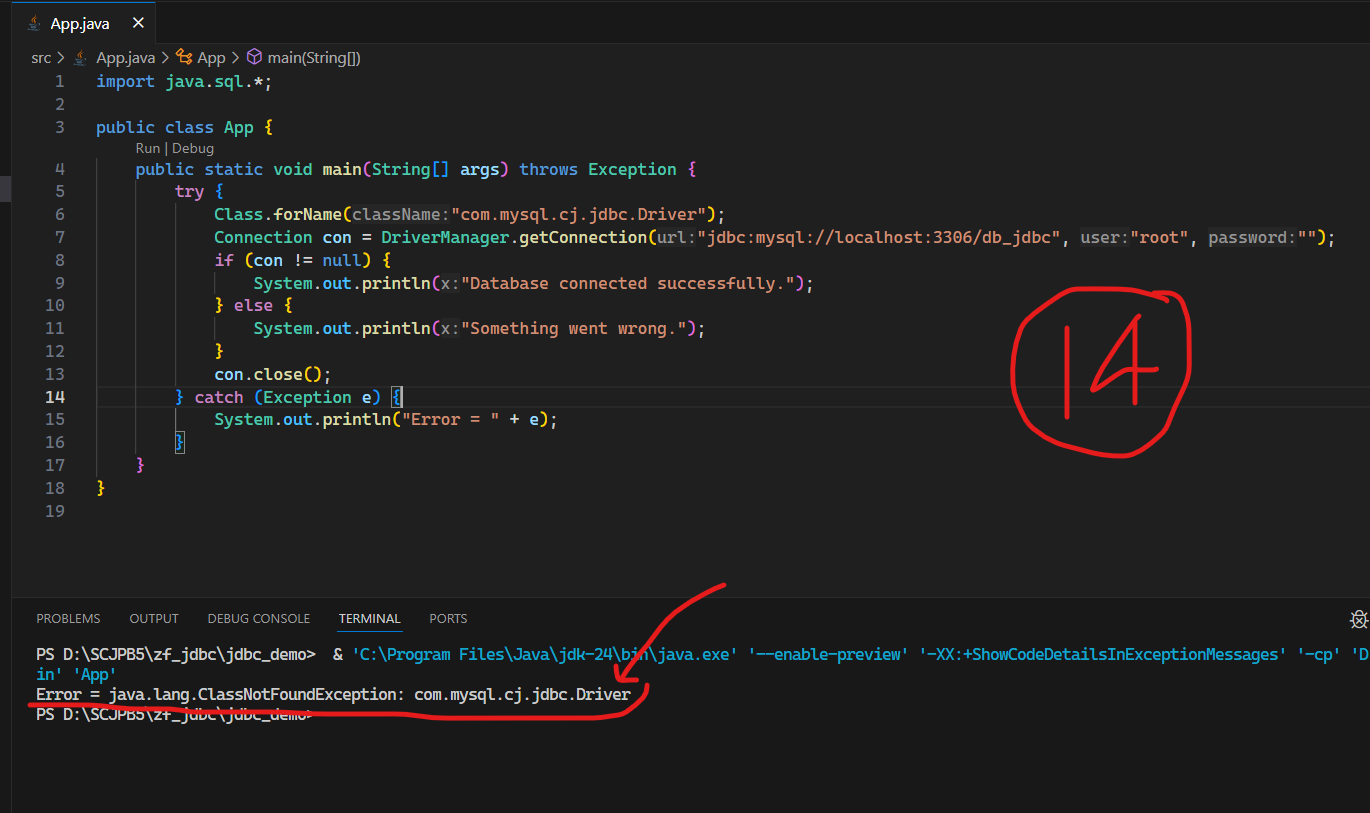 App.java
src > App.java > App > main(String[])
1 import java.sql.*;
2
3 public class App {
Run | Debug
4 public static void main(String[] args) throws Exception {
5 try {
6 Class.forName(className:"com.mysql.cj.jdbc.Driver");
7 Connection con = DriverManager.getConnection(url:"jdbc:mysql://localhost:3306/db_jdbc", user:"root", password:"");
8 if (con != null) {
9 System.out.println(x:"Database connected successfully.");
10 } else {
11 System.out.println(x:"Something went wrong.");
12 }
13 con.close();
14 } catch (Exception e) {
15 System.out.println("Error = " + e);
16 }
17 }
18 }
19
14
PROBLEMS OUTPUT DEBUG CONSOLE TERMINAL PORTS
PS D:\SCJPB5\zf_jdbc\jdbc_demo> & 'C:\Program Files\Java\jdk-24\bin\java.exe' '--enable-preview' '-XX:+ShowCodeDetailsInExceptionMessages' '-cp' 'D
in' 'App'
Error = java.lang.ClassNotFoundException: com.mysql.cj.jdbc.Driver
PS D:\SCJPB5\zf_jdbc\jdbc_demo>